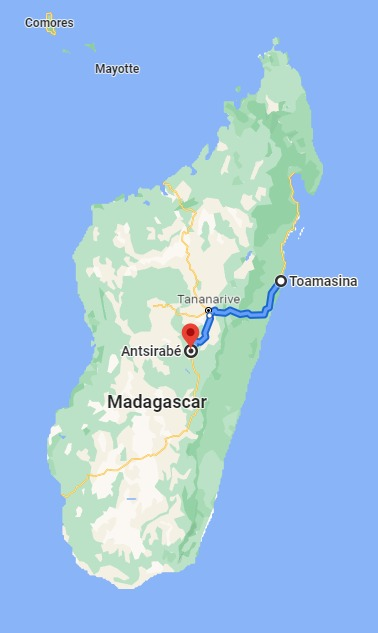 Comores
Mayotte
Toamasina
Tananarive
Antsirabé
Madagascar